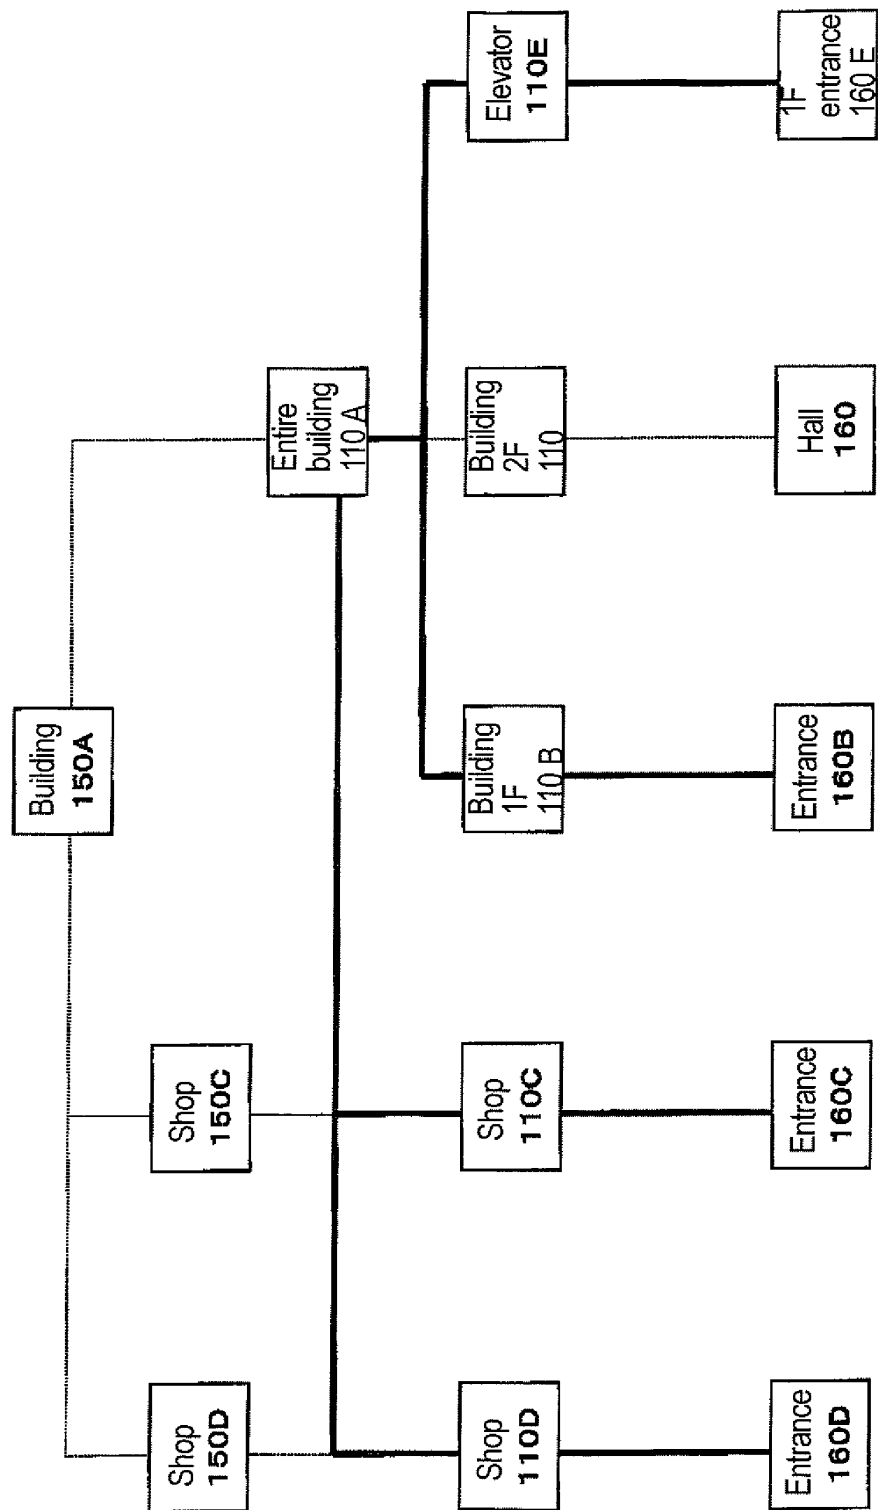 Building
150A
Shop
150D
Shop
150C
Entire
building
110 A
Shop
110D
Shop
110C
Building
1F
110 B
Building
2F
110
Elevator
110E
Entrance
160D
Entrance
160C
Entrance
160B
Hall
160
1F
entrance
160 E